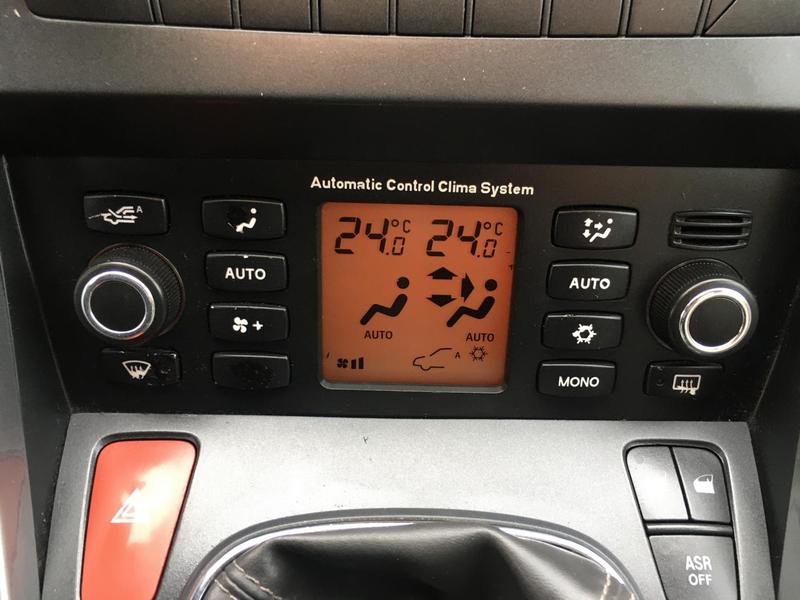 Automatic Control Clima System
A
24.0°C 24.0°C
AUTO
AUTO
+
AUTO AUTO
A
MONO
ASR
OFF